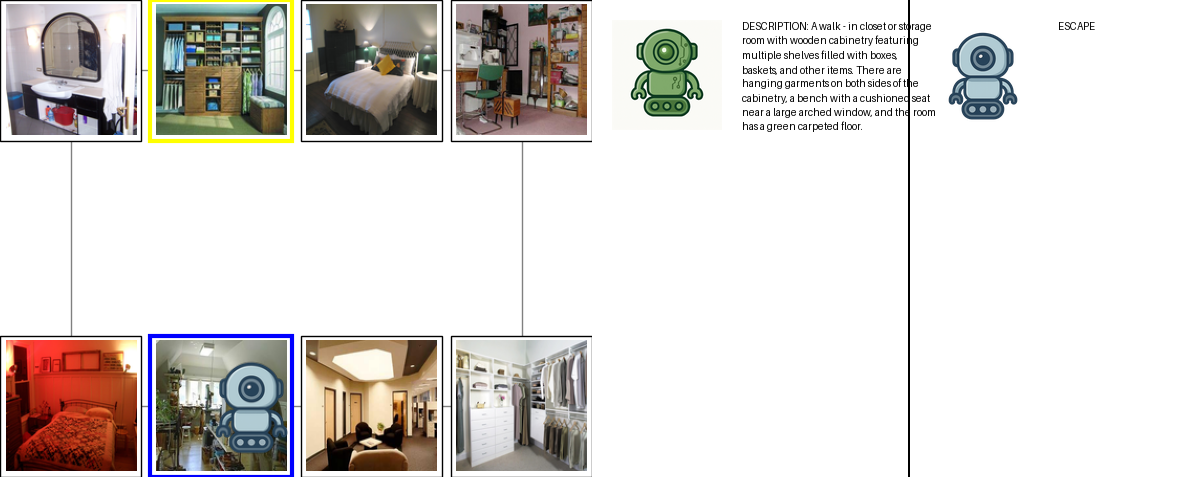 DESCRIPTION: A walk - in closet or storage
room with wooden cabinetry featuring
multiple shelves filled with boxes,
baskets, and other items. There are
hanging garments on both sides of the
cabinetry, a bench with a cushioned seat
near a large arched window, and the room
has a green carpeted floor.
ESCAPE